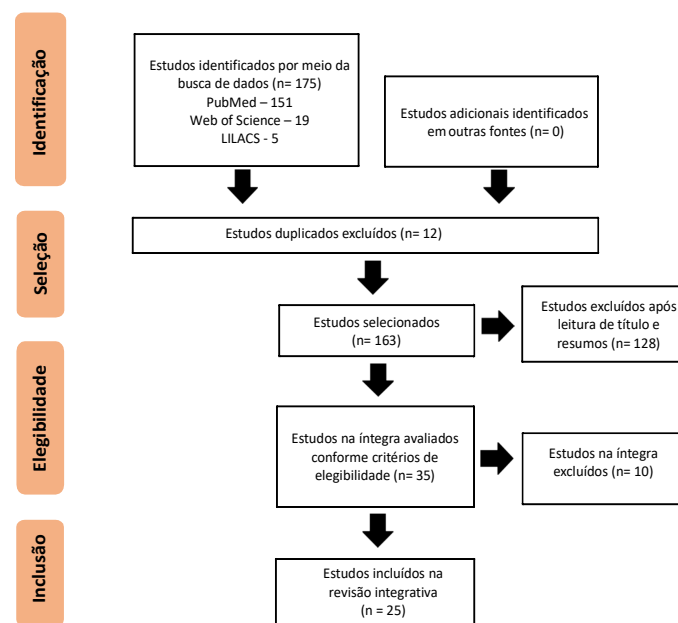 Identificação
Estudos identificados por meio da
busca de dados (n= 175)
PubMed – 151
Web of Science – 19
LILACS - 5
Estudos adicionais identificados
em outras fontes (n= 0)
Seleção
Estudos duplicados excluídos (n= 12)
Estudos selecionados
(n= 163)
Estudos excluídos após
leitura de título e
resumos (n= 128)
Elegibilidade
Estudos na íntegra avaliados
conforme critérios de
elegibilidade (n= 35)
Estudos na íntegra
excluídos (n= 10)
Inclusão
Estudos incluídos na
revisão integrativa
(n = 25)